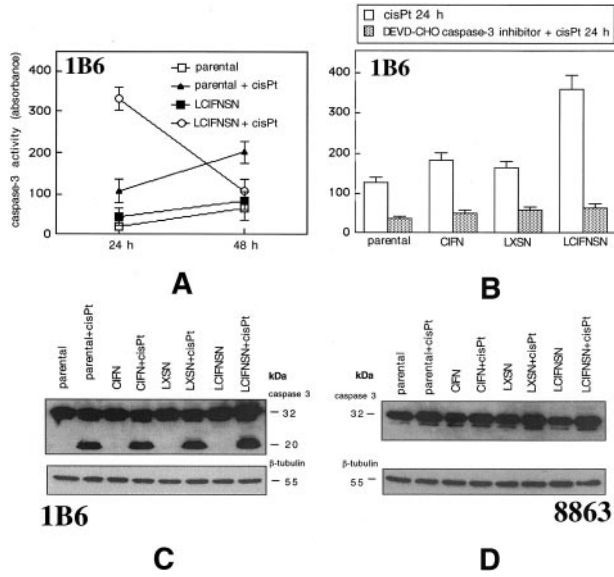 1B6
parental
parental + cisPt
LCIFNSN
LCIFNSN + cisPt
caspase-3 activity (absorbance)
400
300
200
100
0
24 h
48 h
A
cisPt 24 h
DEVD-CHO caspase-3 inhibitor + cisPt 24 h
1B6
400
300
200
100
0
parental
CIFN
LXSN
LCIFNSN
B
parental
parental+cisPt
CIFN
CIFN+cisPt
LXSN
LXSN+cisPt
LCIFNSN
LCIFNSN+cisPt
kDa
caspase 3
32
20
β-tubulin
55
1B6
C
parental
parental+cisPt
CIFN
CIFN+cisPt
LXSN
LXSN+cisPt
LCIFNSN
LCIFNSN+cisPt
kDa
caspase 3
32
β-tubulin
55
8863
D